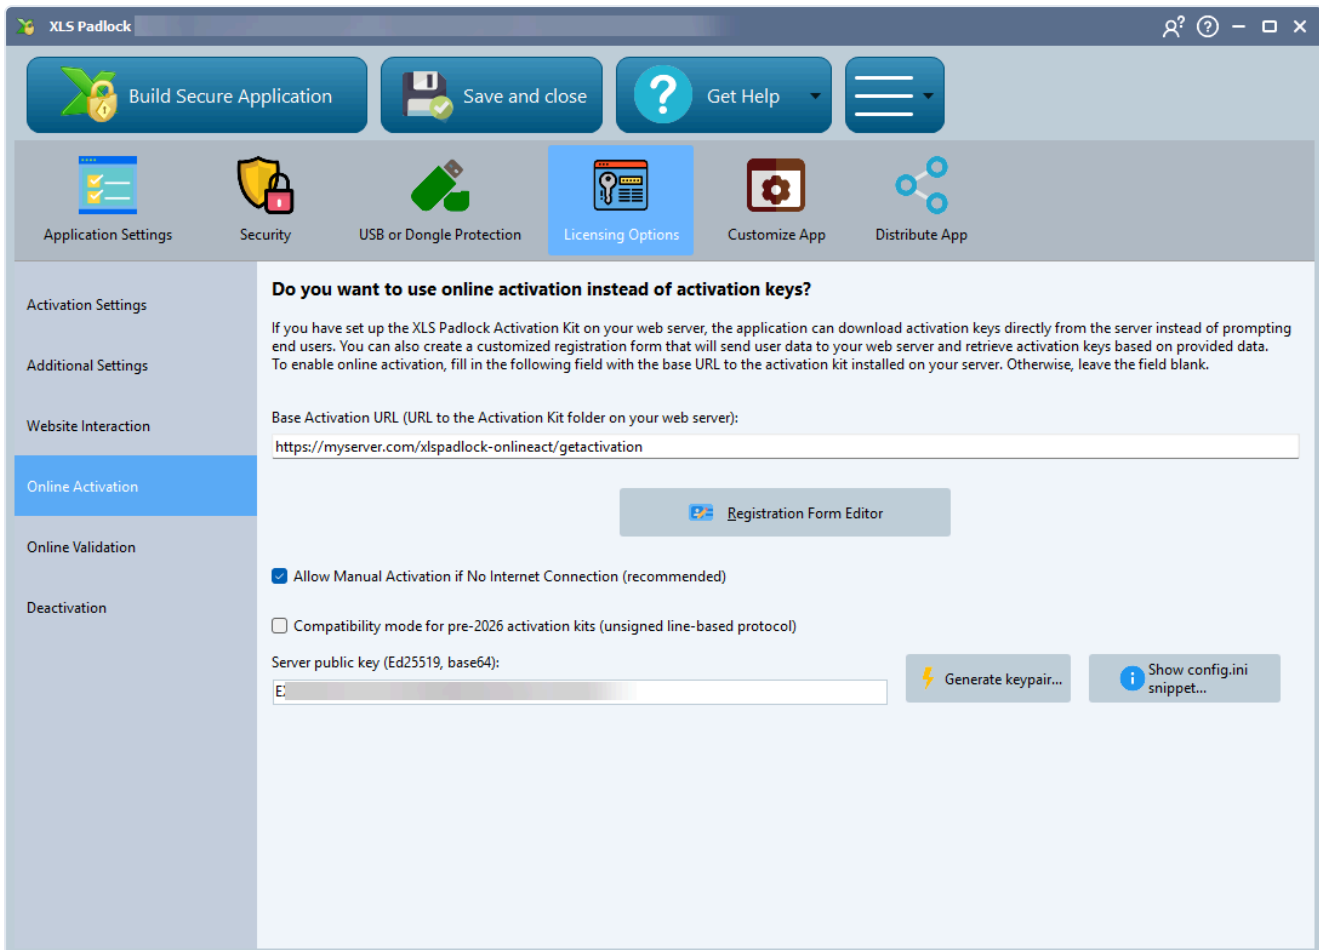 XLS Padlock
Build Secure Application
Save and close
Get Help
Application Settings
Security
USB or Dongle Protection
Licensing Options
Customize App
Distribute App
Activation Settings
Additional Settings
Website Interaction
Online Activation
Online Validation
Deactivation
Do you want to use online activation instead of activation keys?
If you have set up the XLS Padlock Activation Kit on your web server, the application can download activation keys directly from the server instead of prompting
end users. You can also create a customized registration form that will send user data to your web server and retrieve activation keys based on provided data.
To enable online activation, fill in the following field with the base URL to the activation kit installed on your server. Otherwise, leave the field blank.
Base Activation URL (URL to the Activation Kit folder on your web server):
https://myserver.com/xlspadlock-onlineact/getactivation
Registration Form Editor
Allow Manual Activation if No Internet Connection (recommended)
Compatibility mode for pre-2026 activation kits (unsigned line-based protocol)
Server public key (Ed25519, base64):
Generate keypair...
Show config.ini
snippet...